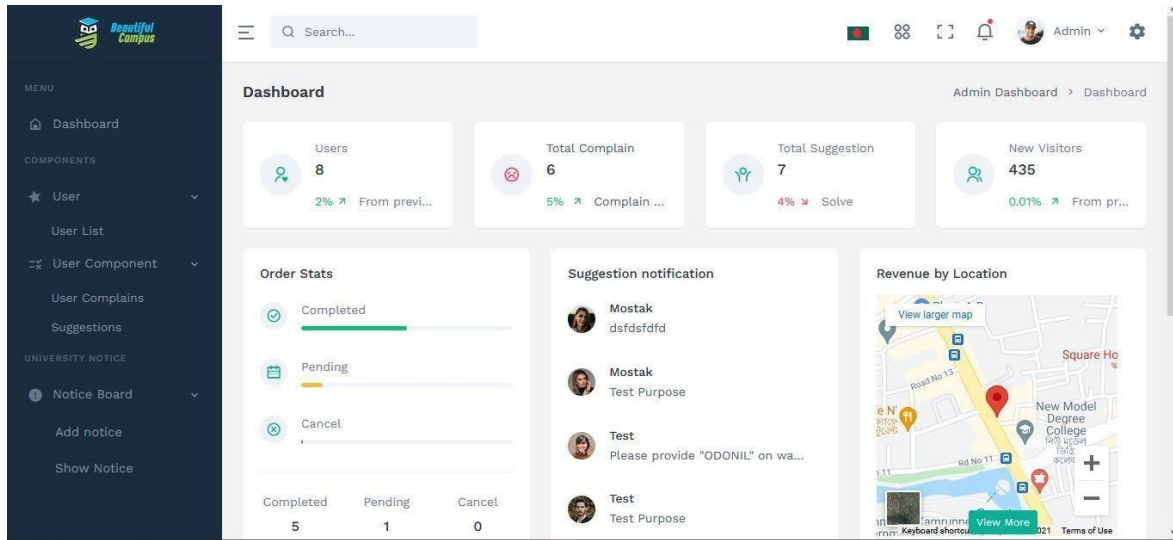 Beautiful
Campus
Search...
Admin
MENU
Dashboard
COMPONENTS
User
User List
User Component
User Complains
Suggestions
UNIVERSITY NOTICE
Notice Board
Add notice
Show Notice
Dashboard
Admin Dashboard > Dashboard
Users
8
2% From previ...
Total Complain
6
5% Complain ...
Total Suggestion
7
4% Solve
New Visitors
435
0.01% From pr...
Order Stats
Completed
Pending
Cancel
Completed Pending Cancel
5 1 0
Suggestion notification
Mostak
dsfdsfdfd
Mostak
Test Purpose
Test
Please provide "ODONIL" on wa...
Test
Test Purpose
Revenue by Location
View larger map
Square Ho
Road No 13
New Model
Degree
College
Rd No 11
View More
Keyboard shortcu
021 Terms of Use